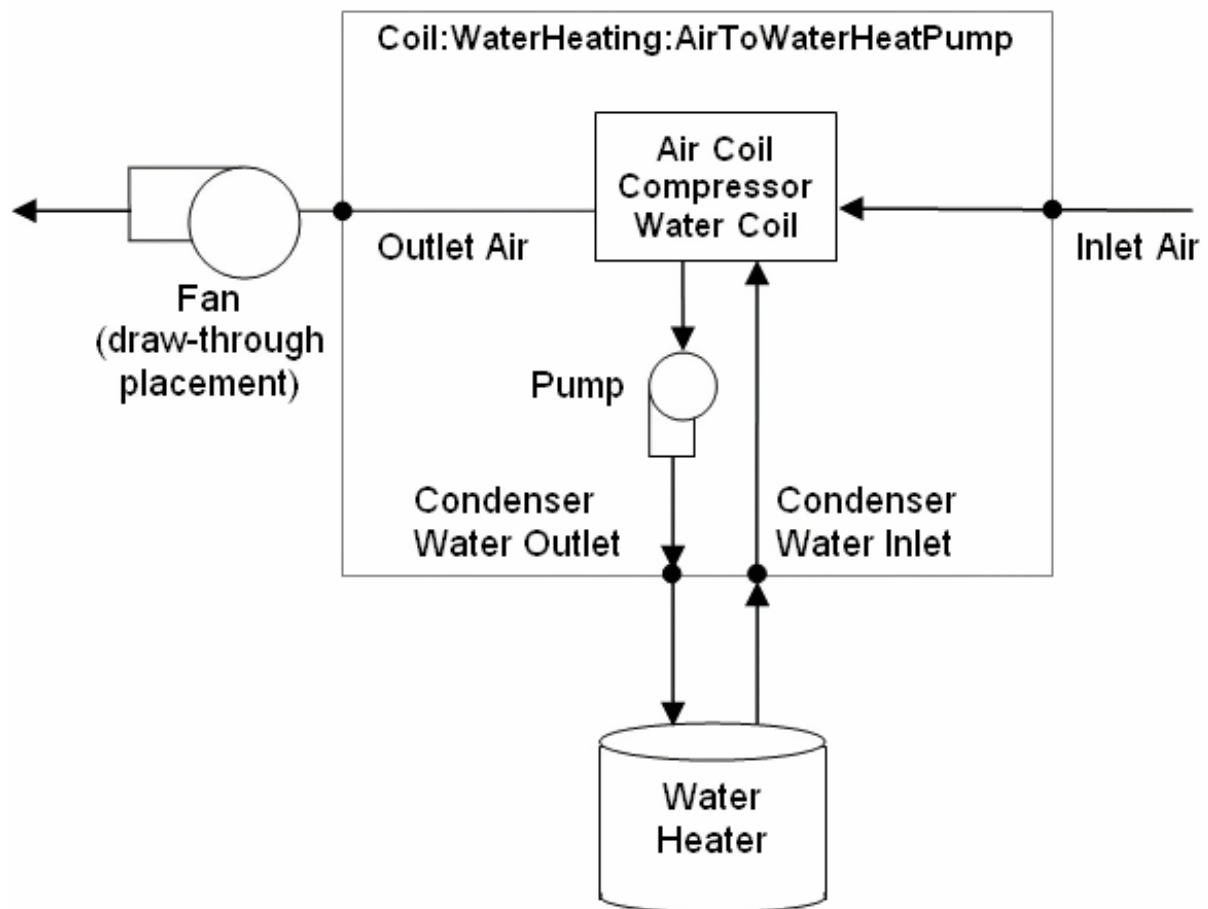 Coil:WaterHeating:AirToWaterHeatPump
Air Coil
Compressor
Water Coil
Outlet Air
Inlet Air
Fan
(draw-through
placement)
Pump
Condenser
Water Outlet
Condenser
Water Inlet
Water
Heater